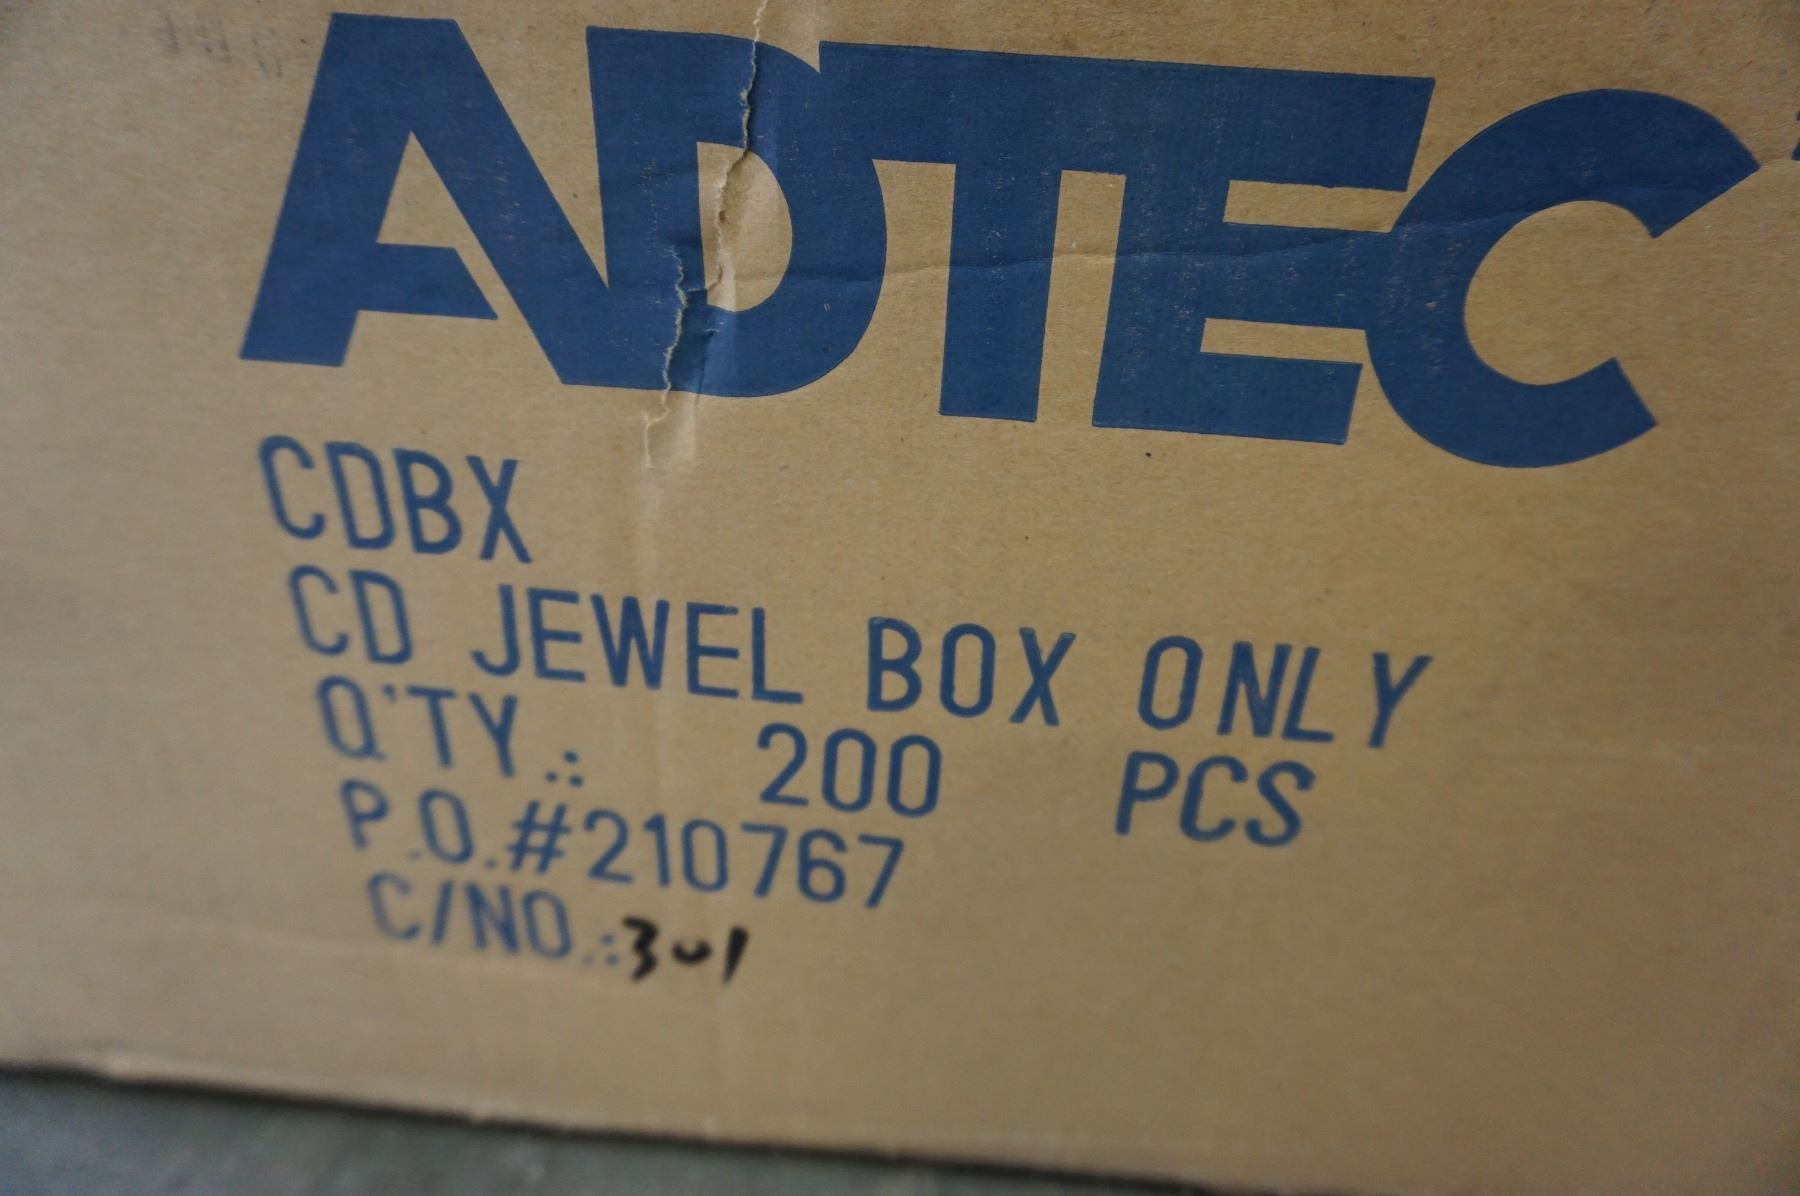 ADTEC
CDBX
CD JEWEL BOX ONLY
Q'TY.: 200 PCS
P.O.#210767
C/NO.:301